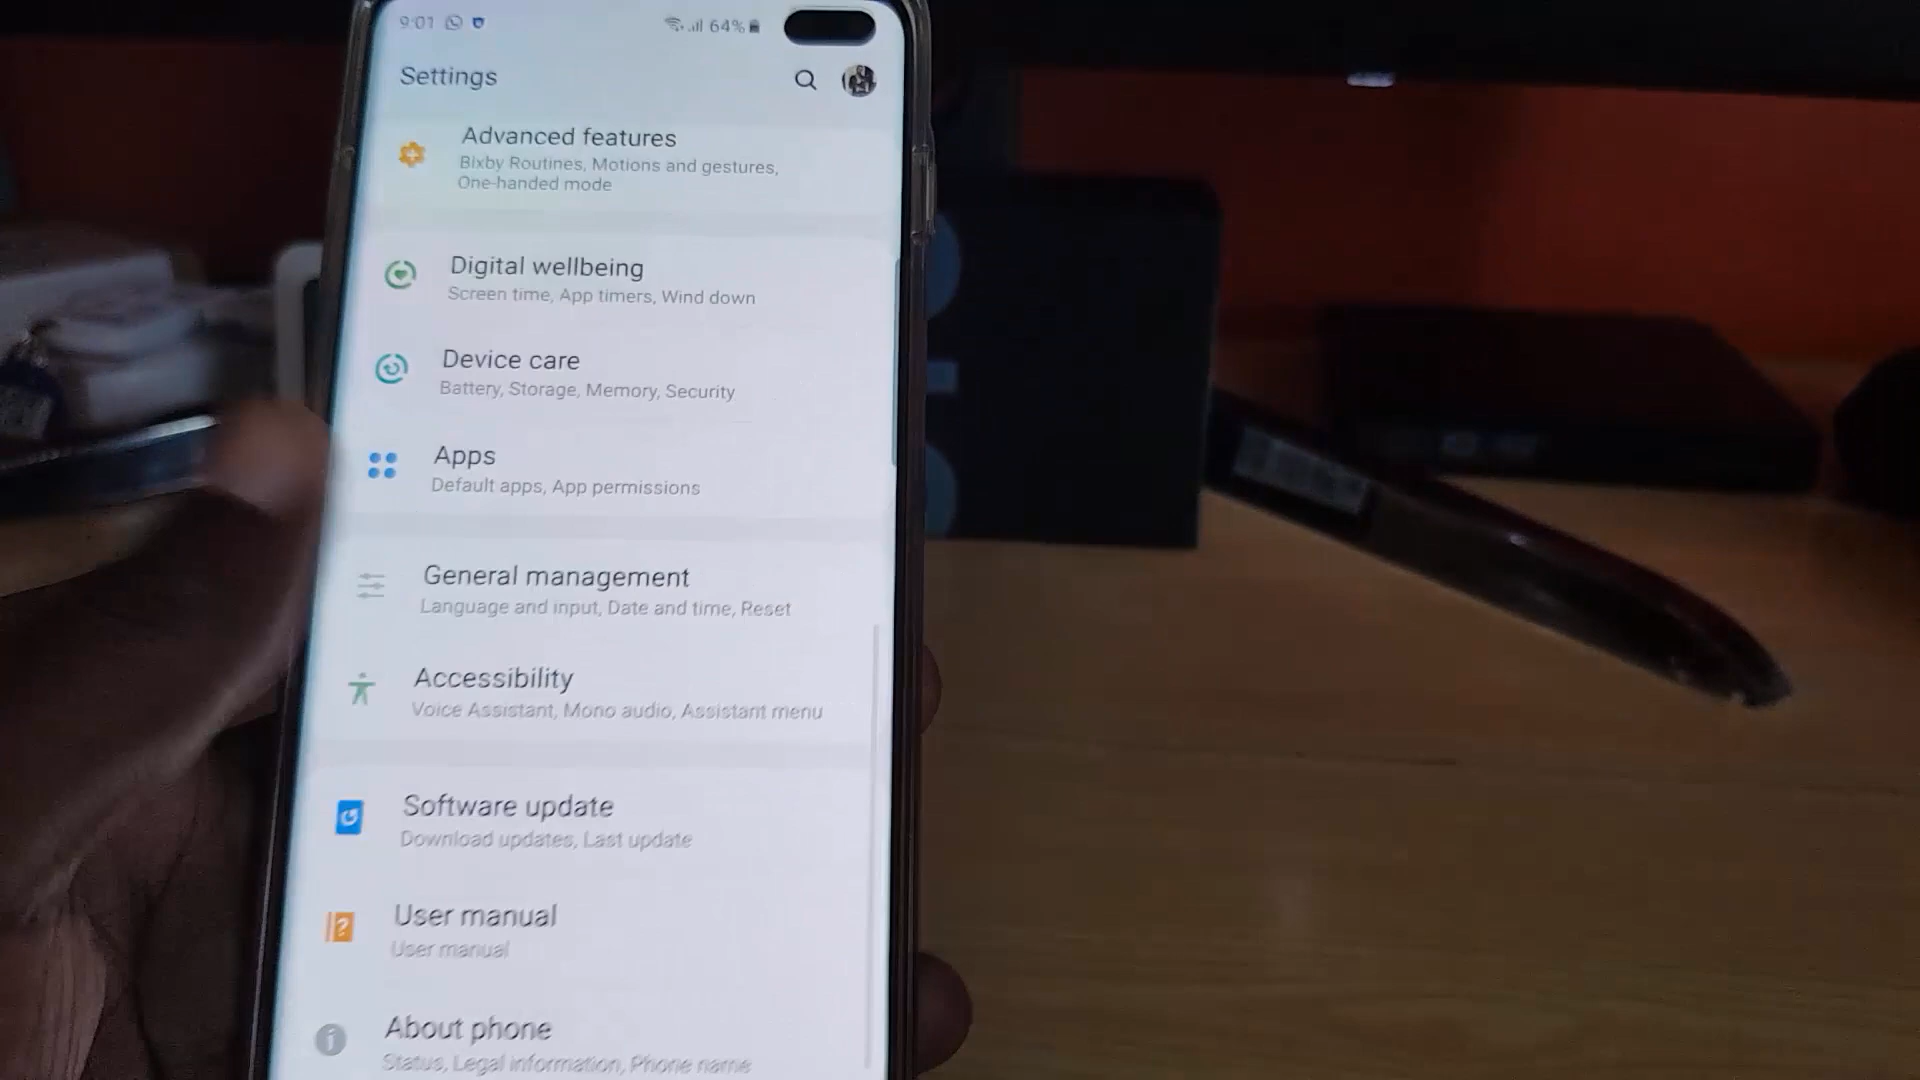 9:01 64%
Settings
Advanced features
Bixby Routines, Motions and gestures,
One-handed mode
Digital wellbeing
Screen time, App timers, Wind down
Device care
Battery, Storage, Memory, Security
Apps
Default apps, App permissions
General management
Language and input, Date and time, Reset
Accessibility
Voice Assistant, Mono audio, Assistant menu
Software update
Download updates, Last update
User manual
User manual
About phone
Status, Legal information, Phone name